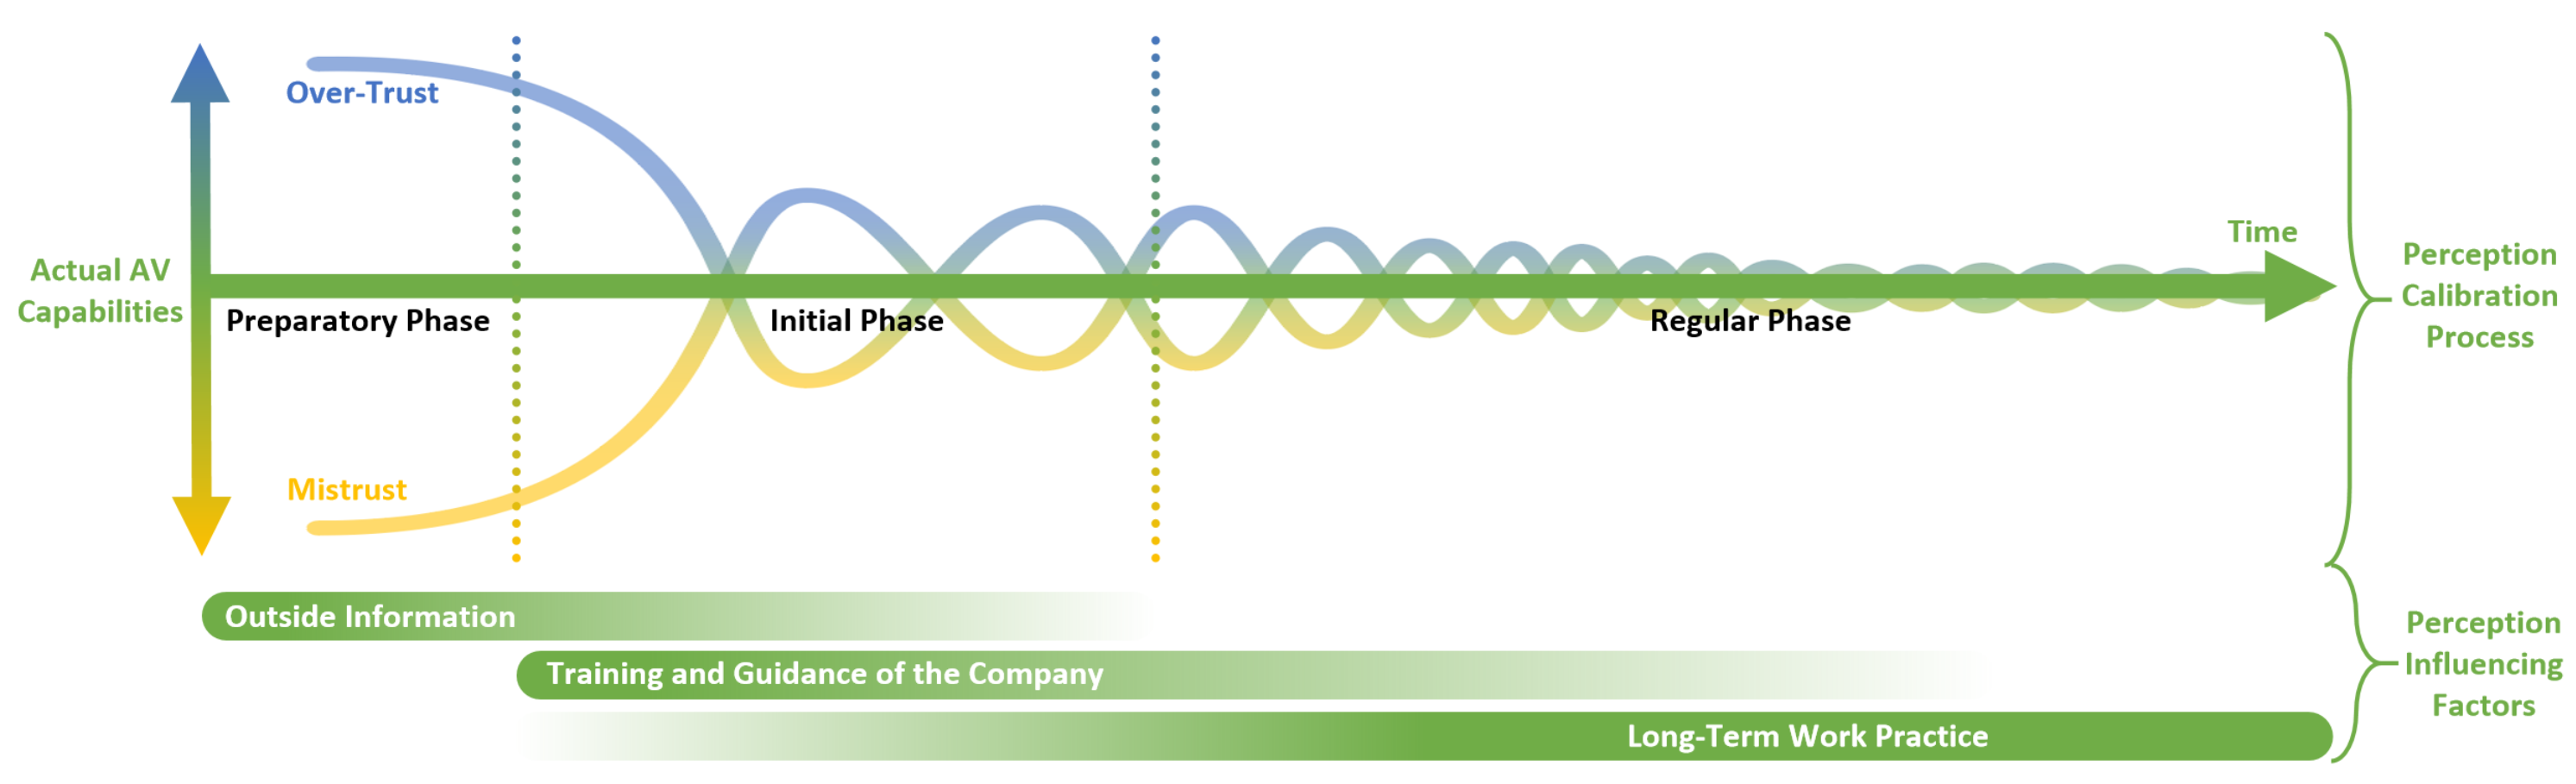 Over-Trust
Actual AV
Capabilities
Preparatory Phase
Initial Phase
Regular Phase
Time
Mistrust
Perception
Calibration
Process
Outside Information
Training and Guidance of the Company
Long-Term Work Practice
Perception
Influencing
Factors